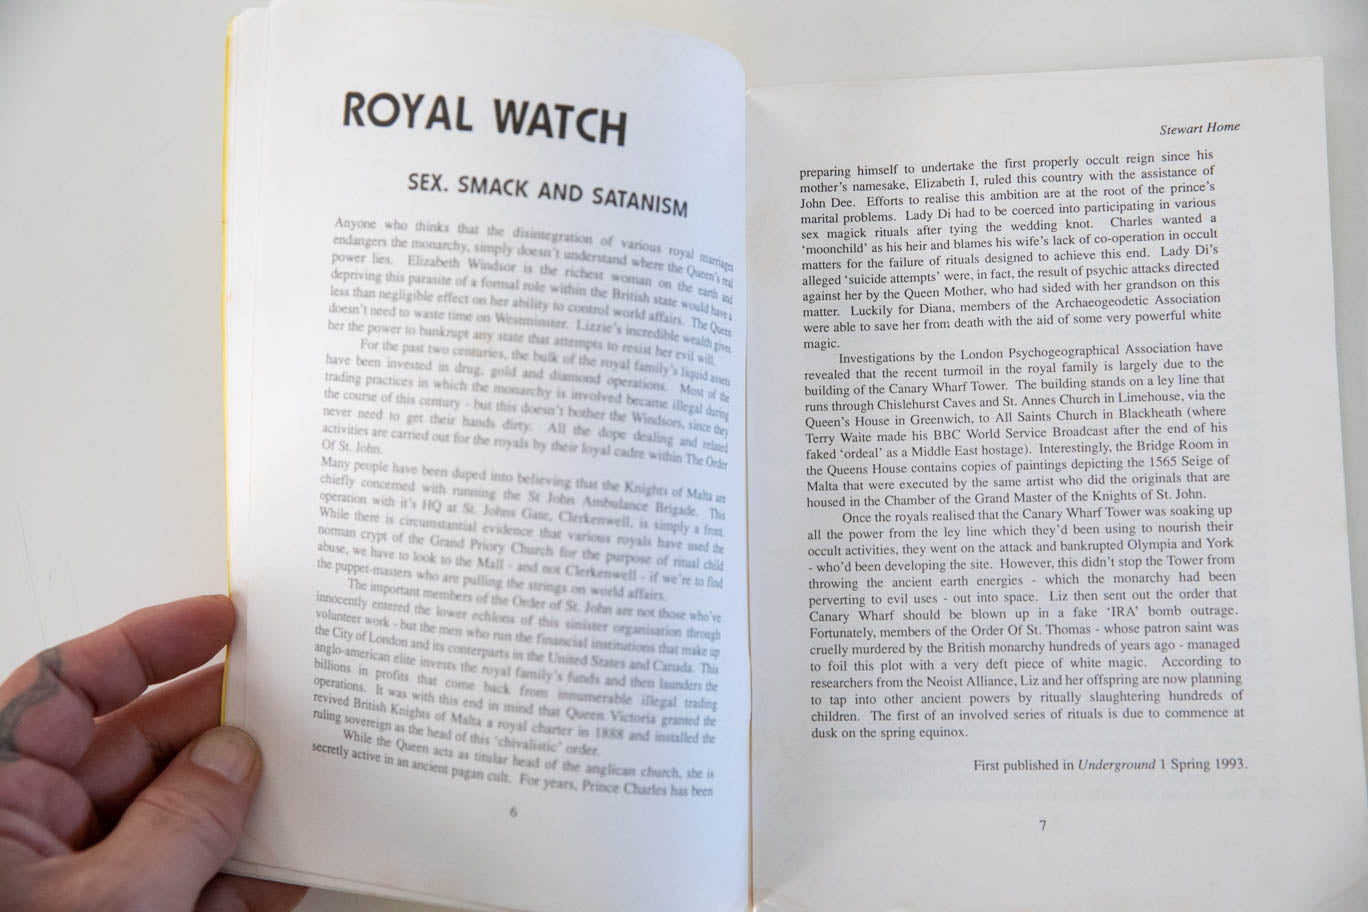 ROYAL WATCH
SEX. SMACK AND SATANISM
Anyone who thinks that the disintegration of various royal marriages
endangers the monarchy, simply doesn't understand where the Queen's real
power lies. Elizabeth Windsor is the richest woman on the earth and
depriving this parasite of a formal role within the British state would have a
less than negligible effect on her ability to control world affairs. The Queen
doesn't need to waste time on Westminster. Lizzie's incredible wealth gives
her the power to bankrupt any state that attempts to resist her evil will.
For the past two centuries, the bulk of the royal family's liquid assets
have been invested in drug, gold and diamond operations. Most of the
trading practices in which the monarchy is involved became illegal during
the course of this century - but this doesn't bother the Windsors, since they
never need to get their hands dirty. All the dope dealing and related
activities are carried out for the royals by their loyal cadre within The Order
Of St. John.
Many people have been duped into believing that the Knights of Malta are
chiefly concerned with running the St John Ambulance Brigade. This
operation with it's HQ at St. Johns Gate, Clerkenwell, is simply a front.
While there is circumstantial evidence that various royals have used the
norman crypt of the Grand Priory Church for the purpose of ritual child
abuse, we have to look to the Mall - and not Clerkenwell - if we're to find
the puppet-masters who are pulling the strings on world affairs.
The important members of the Order of St. John are not those who've
innocently entered the lower echlons of this sinister organisation through
volunteer work - but the men who run the financial institutions that make up
the City of London and its conterparts in the United States and Canada. This
anglo-american elite invests the royal family's funds and then launders the
billions in profits that come back from innumerable illegal trading
operations. It was with this end in mind that Queen Victoria granted the
revived British Knights of Malta a royal charter in 1888 and installed the
ruling sovereign as the head of this 'chivalistic' order.
While the Queen acts as titular head of the anglican church, she is
secretly active in an ancient pagan cult. For years, Prince Charles has been
6
Stewart Home
preparing himself to undertake the first properly occult reign since his
mother's namesake, Elizabeth I, ruled this country with the assistance of
John Dee. Efforts to realise this ambition are at the root of the prince's
marital problems. Lady Di had to be coerced into participating in various
sex magick rituals after tying the wedding knot. Charles wanted a
'moonchild' as his heir and blames his wife's lack of co-operation in occult
matters for the failure of rituals designed to achieve this end. Lady Di's
alleged 'suicide attempts' were, in fact, the result of psychic attacks directed
against her by the Queen Mother, who had sided with her grandson on this
matter. Luckily for Diana, members of the Archaeogeodetic Association
were able to save her from death with the aid of some very powerful white
magic.
Investigations by the London Psychogeographical Association have
revealed that the recent turmoil in the royal family is largely due to the
building of the Canary Wharf Tower. The building stands on a ley line that
runs through Chislehurst Caves and St. Annes Church in Limehouse, via the
Queen's House in Greenwich, to All Saints Church in Blackheath (where
Terry Waite made his BBC World Service Broadcast after the end of his
faked 'ordeal' as a Middle East hostage). Interestingly, the Bridge Room in
the Queens House contains copies of paintings depicting the 1565 Seige of
Malta that were executed by the same artist who did the originals that are
housed in the Chamber of the Grand Master of the Knights of St. John.
Once the royals realised that the Canary Wharf Tower was soaking up
all the power from the ley line which they'd been using to nourish their
occult activities, they went on the attack and bankrupted Olympia and York
- who'd been developing the site. However, this didn't stop the Tower from
throwing the ancient earth energies - which the monarchy had been
perverting to evil uses - out into space. Liz then sent out the order that
Canary Wharf should be blown up in a fake 'IRA' bomb outrage.
Fortunately, members of the Order Of St. Thomas - whose patron saint was
cruelly murdered by the British monarchy hundreds of years ago - managed
to foil this plot with a very deft piece of white magic. According to
researchers from the Neoist Alliance, Liz and her offspring are now planning
to tap into other ancient powers by ritually slaughtering hundreds of
children. The first of an involved series of rituals is due to commence at
dusk on the spring equinox.
First published in Underground 1 Spring 1993.
7